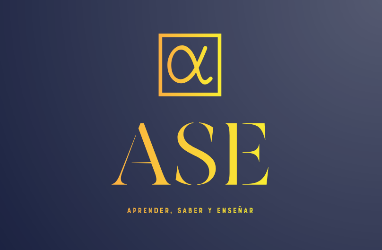 α
ASE
APRENDER, SABER Y ENSEÑAR